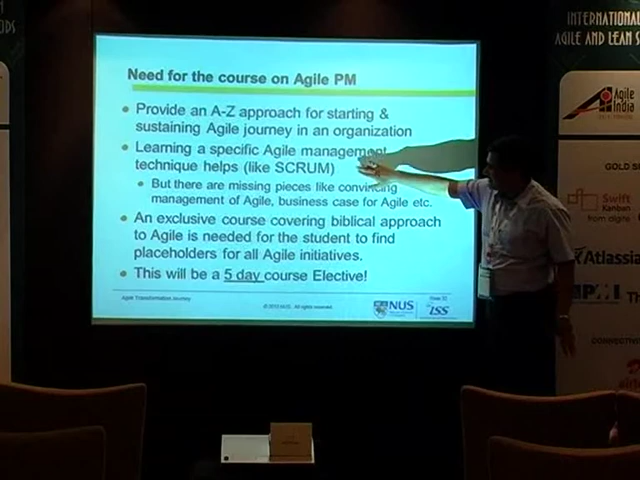 INTERNATIONAL
AGILE AND LEAN
Need for the course on Agile PM
Provide an A-Z approach for starting &
sustaining Agile journey in an organization
Learning a specific Agile management
technique helps (like SCRUM)
But there are missing pieces like convincing
management of Agile, business case for Agile etc.
An exclusive course covering biblical approach
to Agile is needed for the student to find
placeholders for all Agile initiatives.
This will be a 5 day course Elective!
Agile Transformation Journey
NUS
ISS
Agile
India
GOLD
Swift
Kanban
from digite
Atlassia
PMI